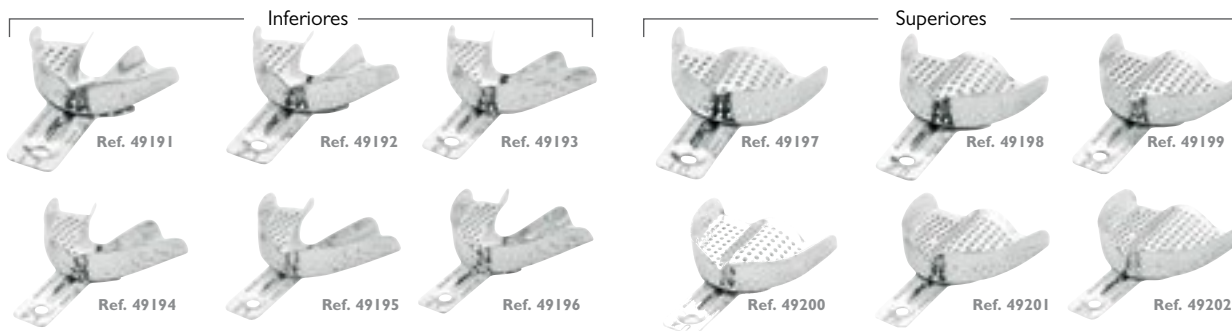 Inferiores
Ref. 49191
Ref. 49192
Ref. 49193
Ref. 49194
Ref. 49195
Ref. 49196
Superiores
Ref. 49197
Ref. 49198
Ref. 49199
Ref. 49200
Ref. 49201
Ref. 49202